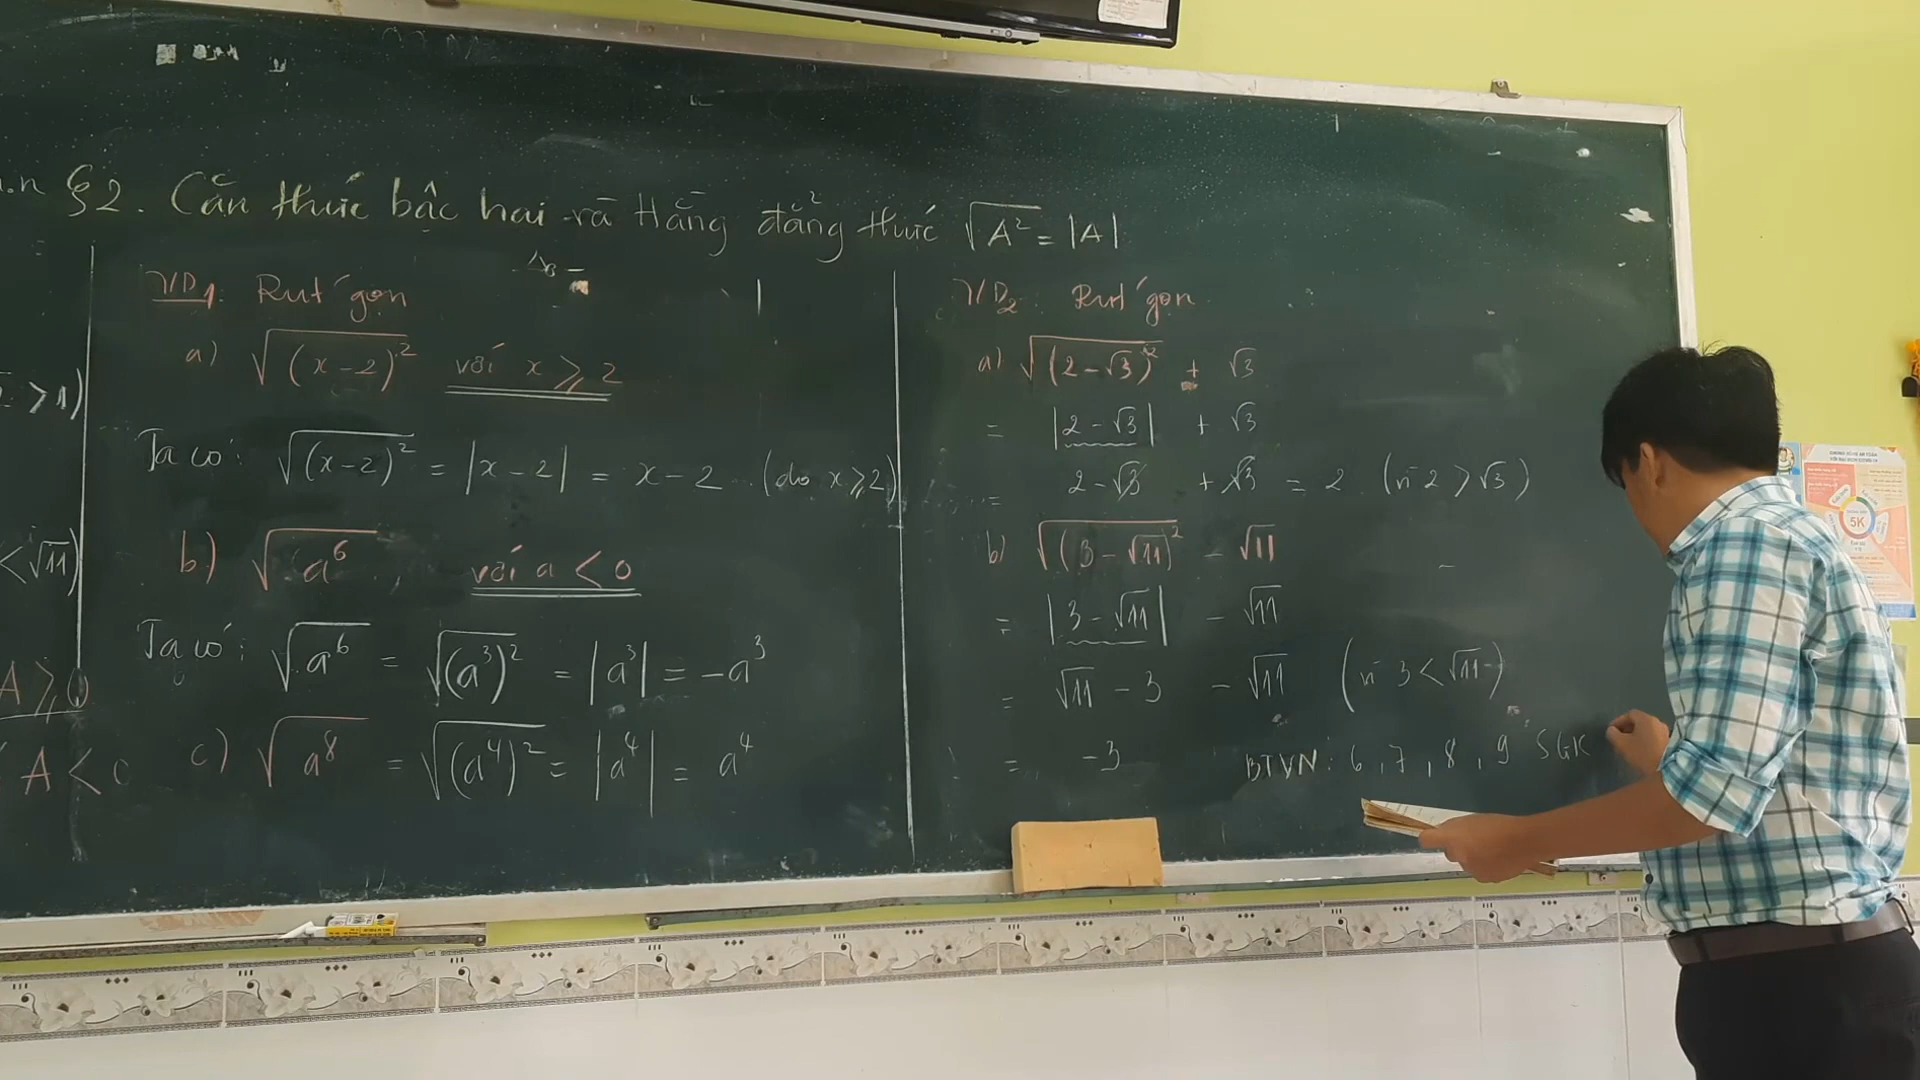 §2. Căn thức bậc hai và Hằng đẳng thức √A² = |A|
> 1)
< √11)
A ⩾ 0
A <
VD1: Rút gọn
a) √(x-2)² với x ⩾ 2
Ta có: √(x-2)² = |x-2| = x-2 (do x ⩾ 2)
b) √a⁶, với a < 0
Ta có: √a⁶ = √(a³)² = |a³| = -a³
c) √a⁸ = √(a⁴)² = |a⁴| = a⁴
VD2: Rút gọn
a) √(2-√3)² + √3
= |2-√3| + √3
= 2-√3 + √3 = 2 (vì 2 > √3)
b) √(3-√11)² - √11
= |3-√11| - √11
= √11 - 3 - √11 (vì 3 < √11)
= -3
BTVN: 6, 7, 8, 9 SGK
5K